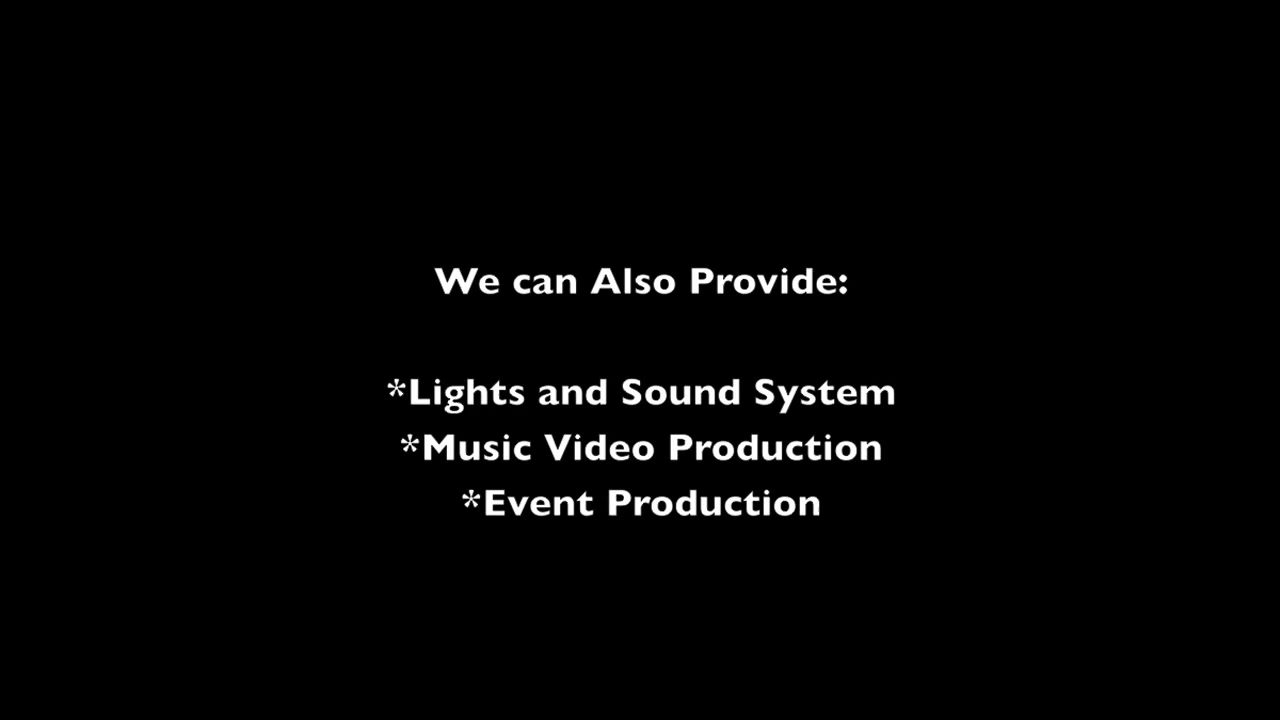 We can Also Provide:
*Lights and Sound System
*Music Video Production
*Event Production